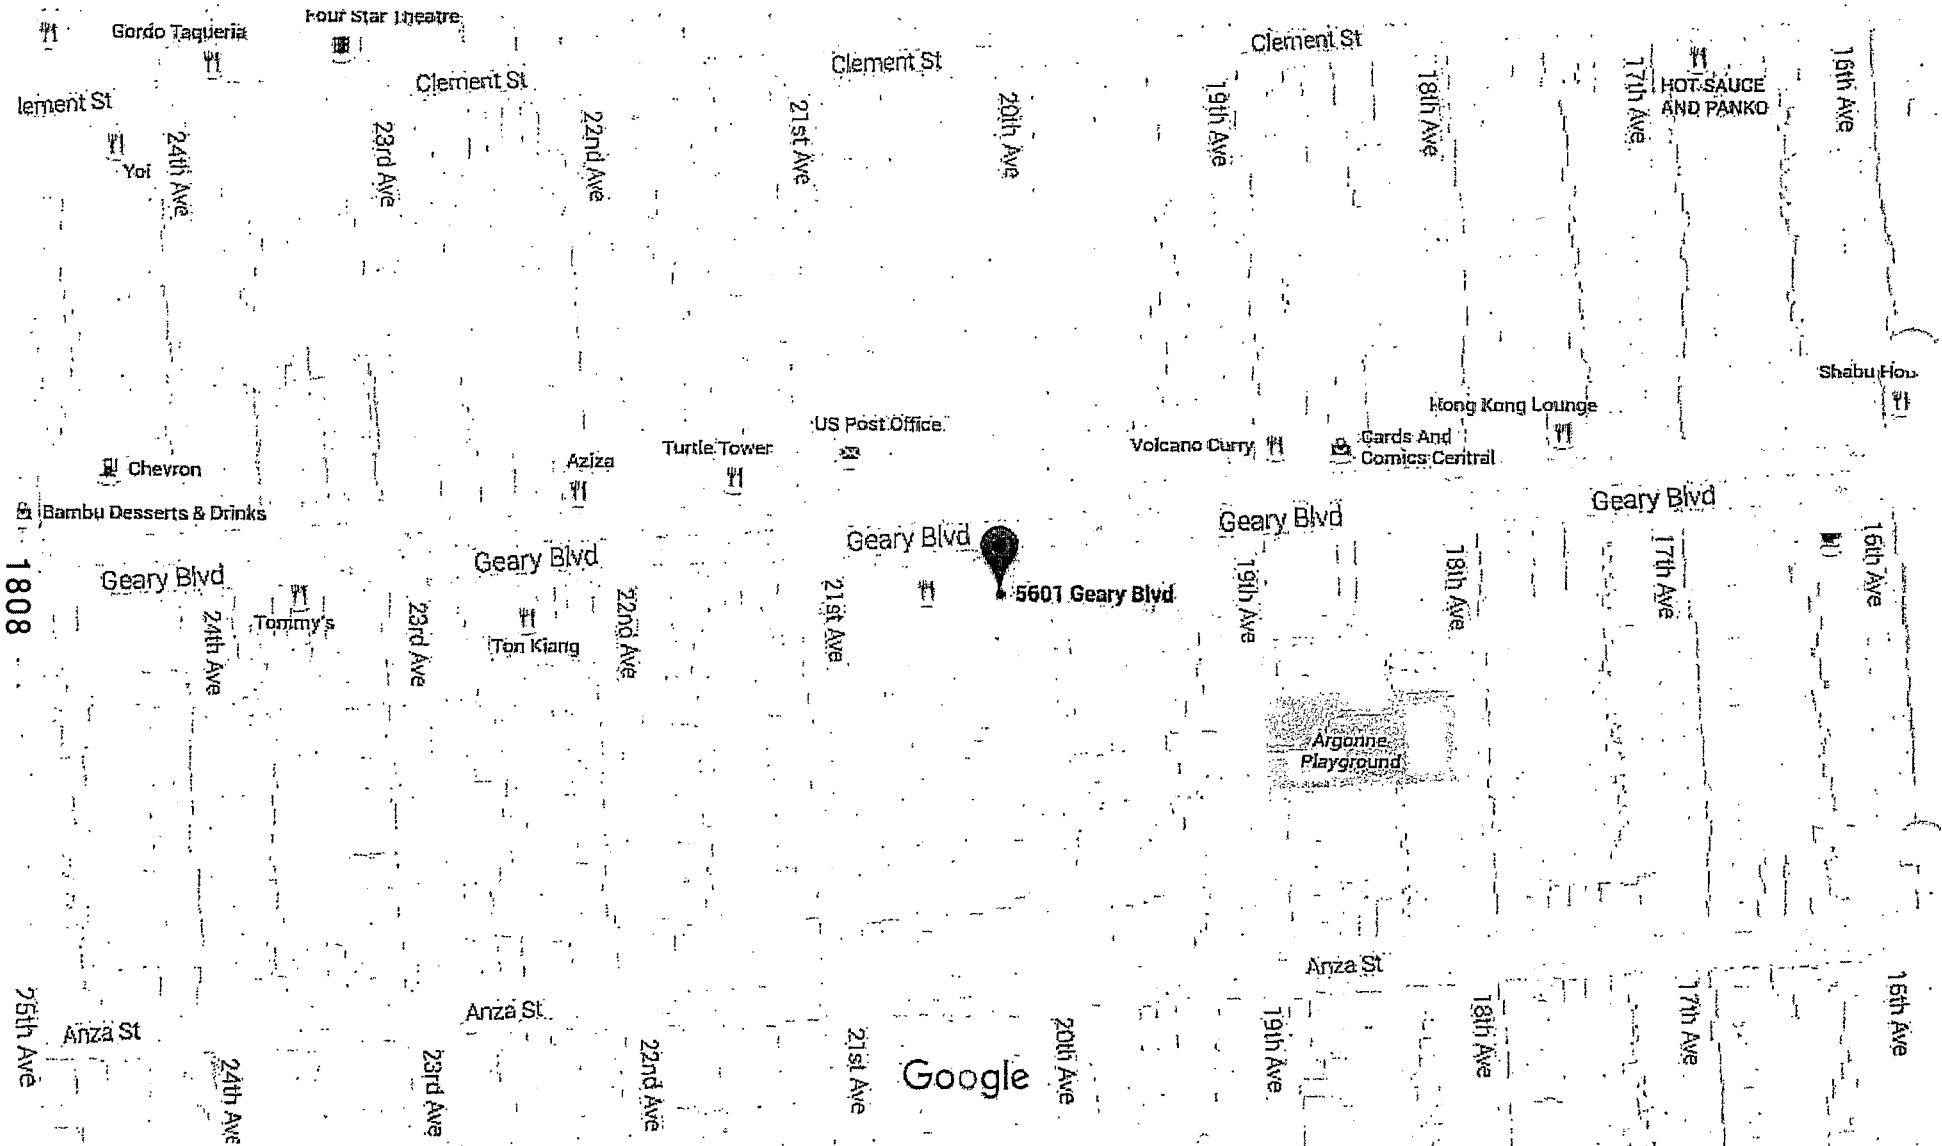 Four Star Theatre
Gordo Taqueria
Clement St
Clement St
Clement St
lement St
16th Ave
17th Ave
HOT SAUCE
AND PANKO
18th Ave
19th Ave
20th Ave
21st Ave
22nd Ave
23rd Ave
24th Ave
Yoi
Shabu Hou
Hong Kong Lounge
US Post Office
Cards And
Comics Central
Volcano Curry
Turtle Tower
Aziza
Chevron
Bambu Desserts & Drinks
Geary Blvd
Geary Blvd
Geary Blvd
Geary Blvd
Geary Blvd
5601 Geary Blvd
1808
16th Ave
17th Ave
18th Ave
19th Ave
21st Ave
22nd Ave
23rd Ave
24th Ave
Tommy's
Ton Kiang
Argonne
Playground
Anza St
Anza St
Anza St
25th Ave
24th Ave
23rd Ave
22nd Ave
21st Ave
Google
20th Ave
19th Ave
18th Ave
17th Ave
16th Ave